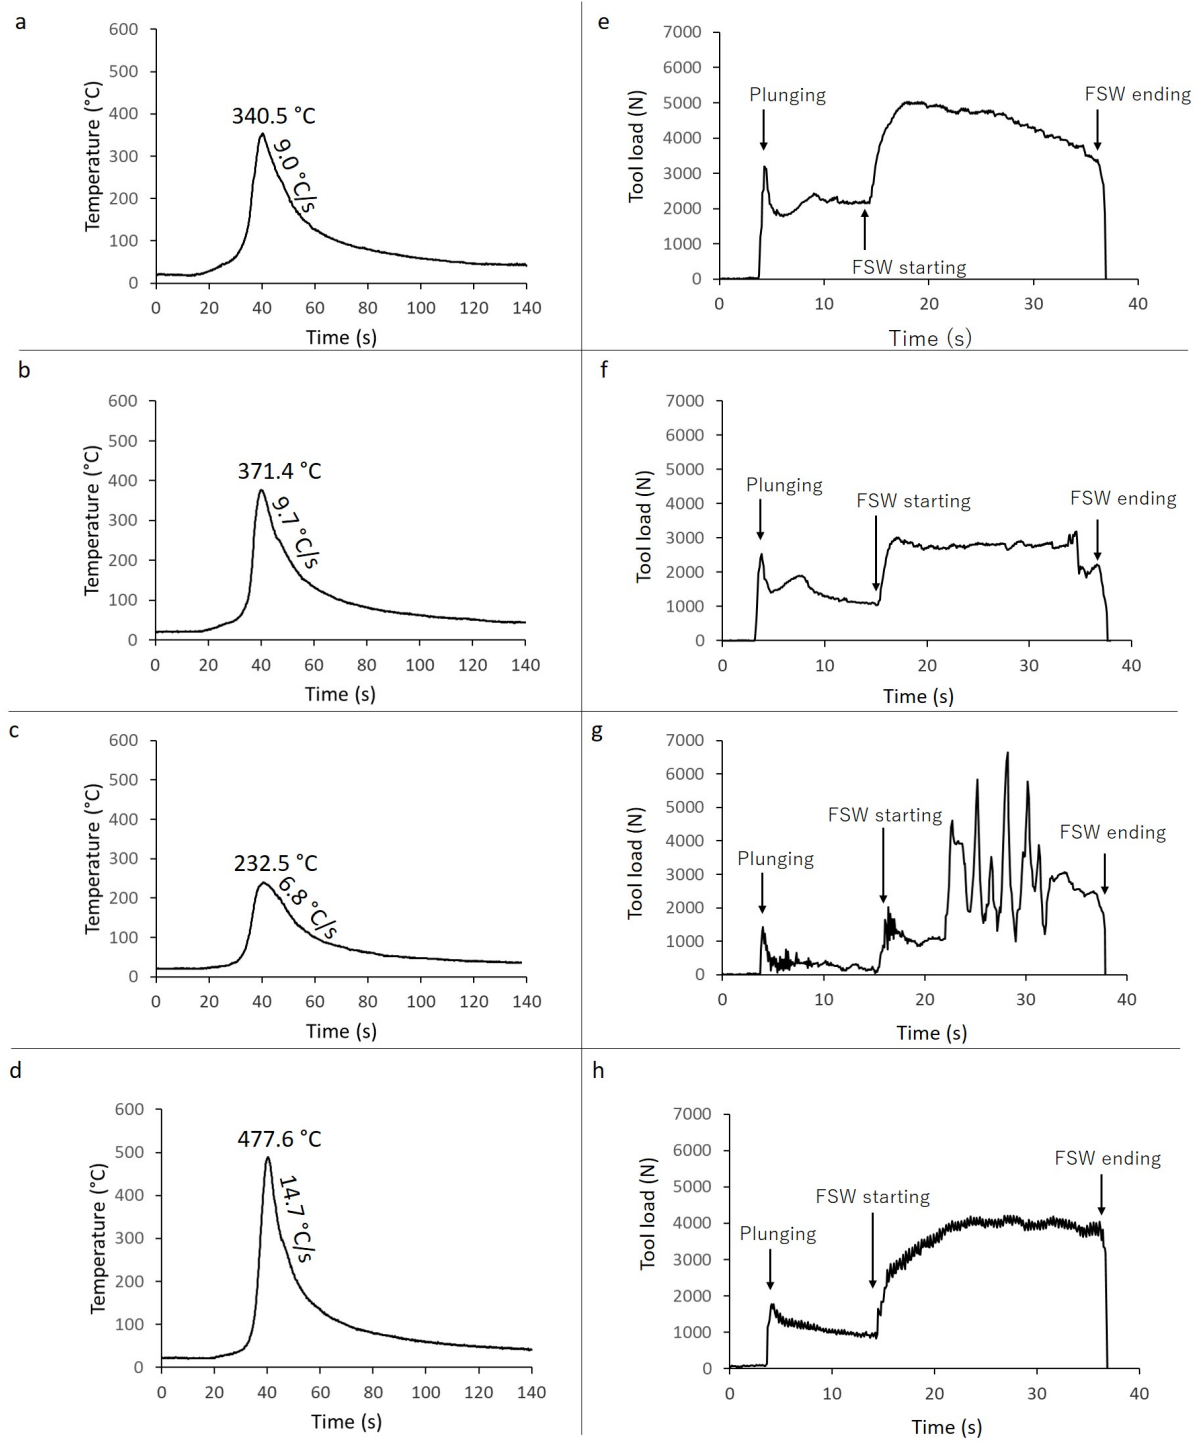 a
600
500
400
300
200
100
0
Temperature (°C)
340.5 °C
9.0 °C/s
0 20 40 60 80 100 120 140
Time (s)
e
7000
6000
5000
4000
3000
2000
1000
0
Tool load (N)
Plunging
FSW ending
FSW starting
0 10 20 30 40
Time (s)
b
600
500
400
300
200
100
0
Temperature (°C)
371.4 °C
9.7 °C/s
0 20 40 60 80 100 120 140
Time (s)
f
7000
6000
5000
4000
3000
2000
1000
0
Tool load (N)
Plunging
FSW starting
FSW ending
0 10 20 30 40
Time (s)
c
600
500
400
300
200
100
0
Temperature (°C)
232.5 °C
6.8 °C/s
0 20 40 60 80 100 120 140
Time (s)
g
7000
6000
5000
4000
3000
2000
1000
0
Tool load (N)
Plunging
FSW starting
FSW ending
0 10 20 30 40
Time (s)
d
600
500
400
300
200
100
0
Temperature (°C)
477.6 °C
14.7 °C/s
0 20 40 60 80 100 120 140
Time (s)
h
7000
6000
5000
4000
3000
2000
1000
0
Tool load (N)
Plunging
FSW starting
FSW ending
0 10 20 30 40
Time (s)